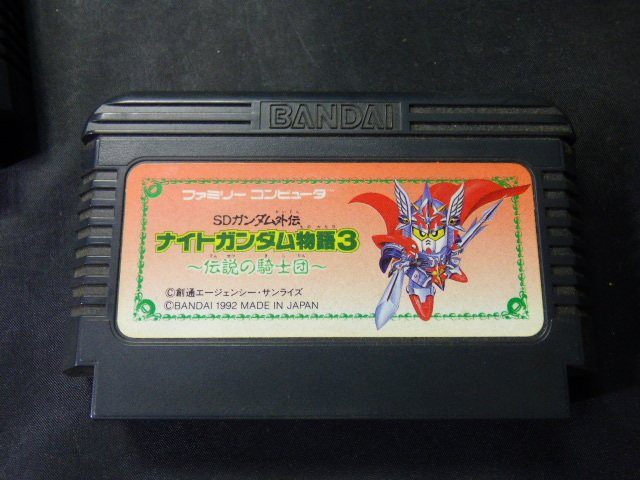 BANDAI
ファミリー コンピュータ
SDガンダム外伝
ナイトガンダム物語3
～伝説の騎士団～
©創通エージェンシー・サンライズ
©BANDAI 1992 MADE IN JAPAN